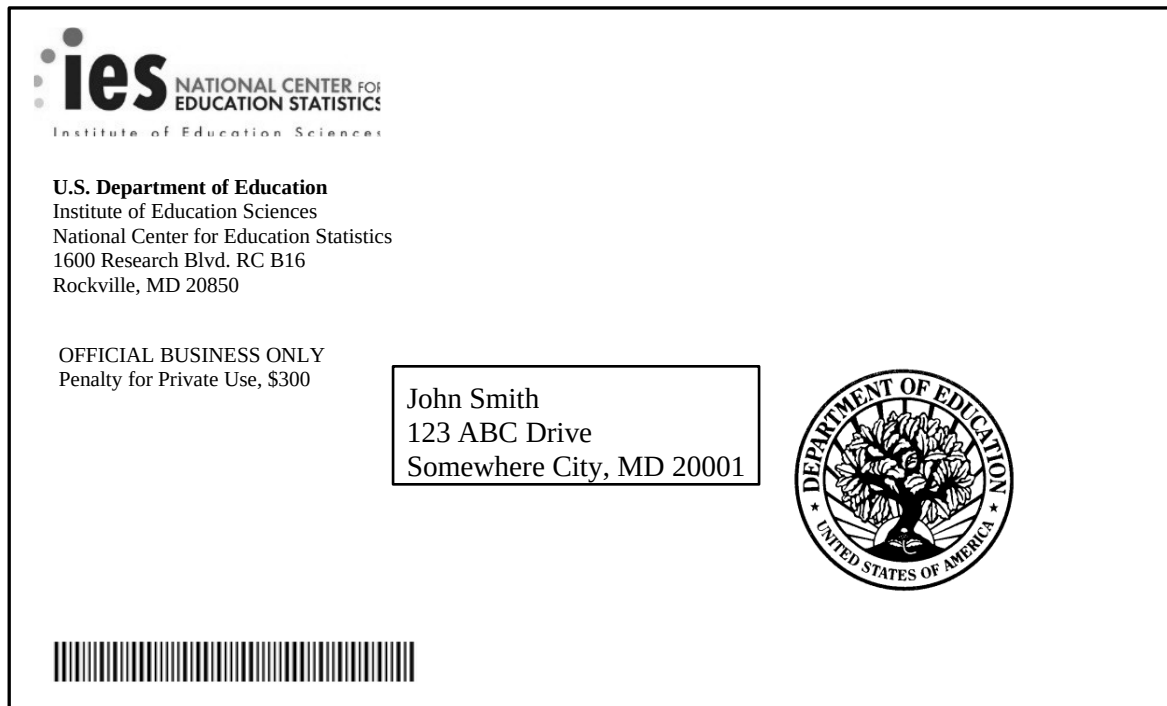 ies NATIONAL CENTER FOR
EDUCATION STATISTICS
Institute of Education Sciences
U.S. Department of Education
Institute of Education Sciences
National Center for Education Statistics
1600 Research Blvd. RC B16
Rockville, MD 20850
OFFICIAL BUSINESS ONLY
Penalty for Private Use, $300
John Smith
123 ABC Drive
Somewhere City, MD 20001
DEPARTMENT OF EDUCATION
UNITED STATES OF AMERICA